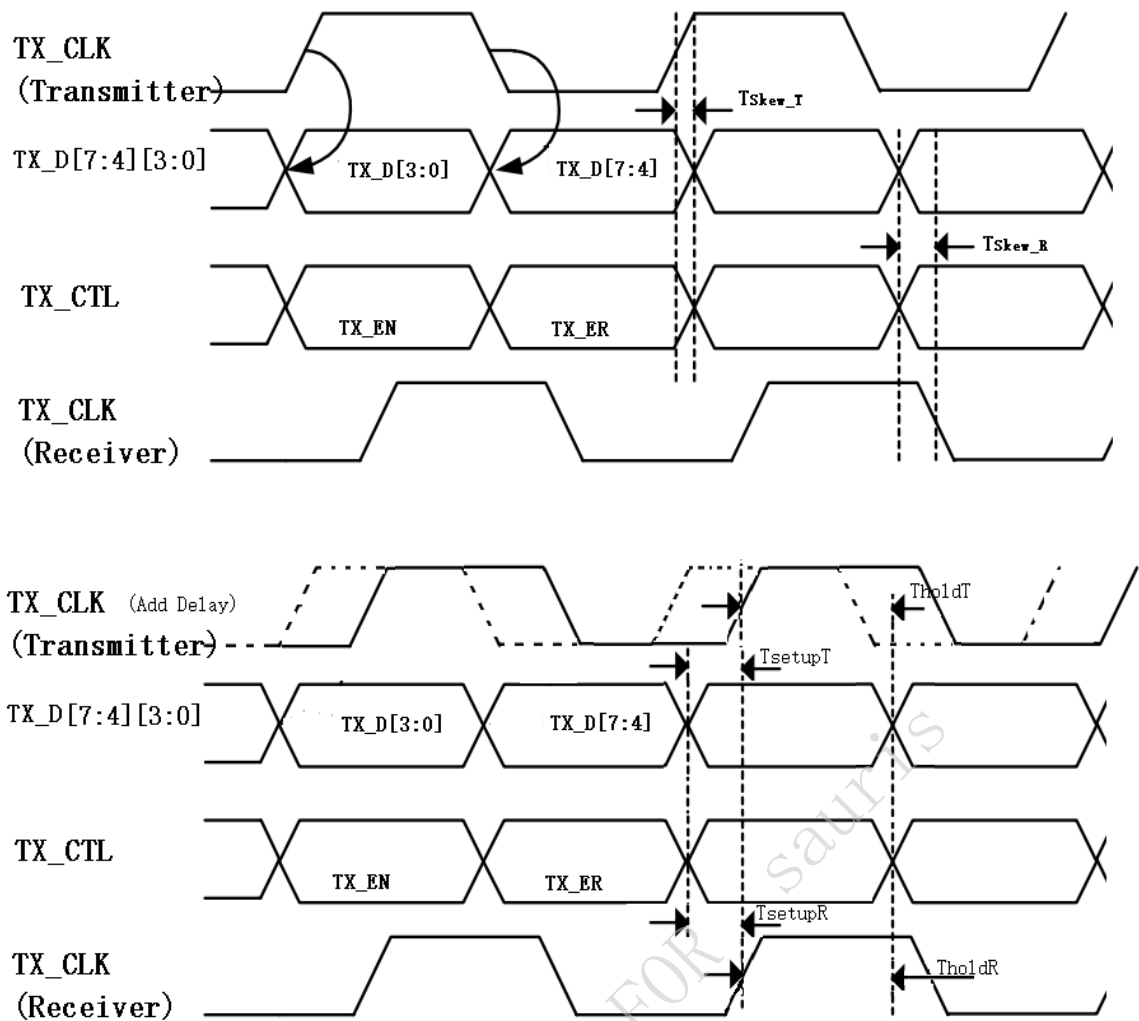 TX_CLK
(Transmitter)
Tskew_T
TX_D[7:4][3:0]
TX_D[3:0]
TX_D[7:4]
Tskew_R
TX_CTL
TX_EN
TX_ER
TX_CLK
(Receiver)
TX_CLK (Add Delay)
(Transmitter)
TholdT
TsetupT
TX_D[7:4][3:0]
TX_D[3:0]
TX_D[7:4]
TX_CTL
TX_EN
TX_ER
TsetupR
TX_CLK
(Receiver)
TholdR
FOR sauris